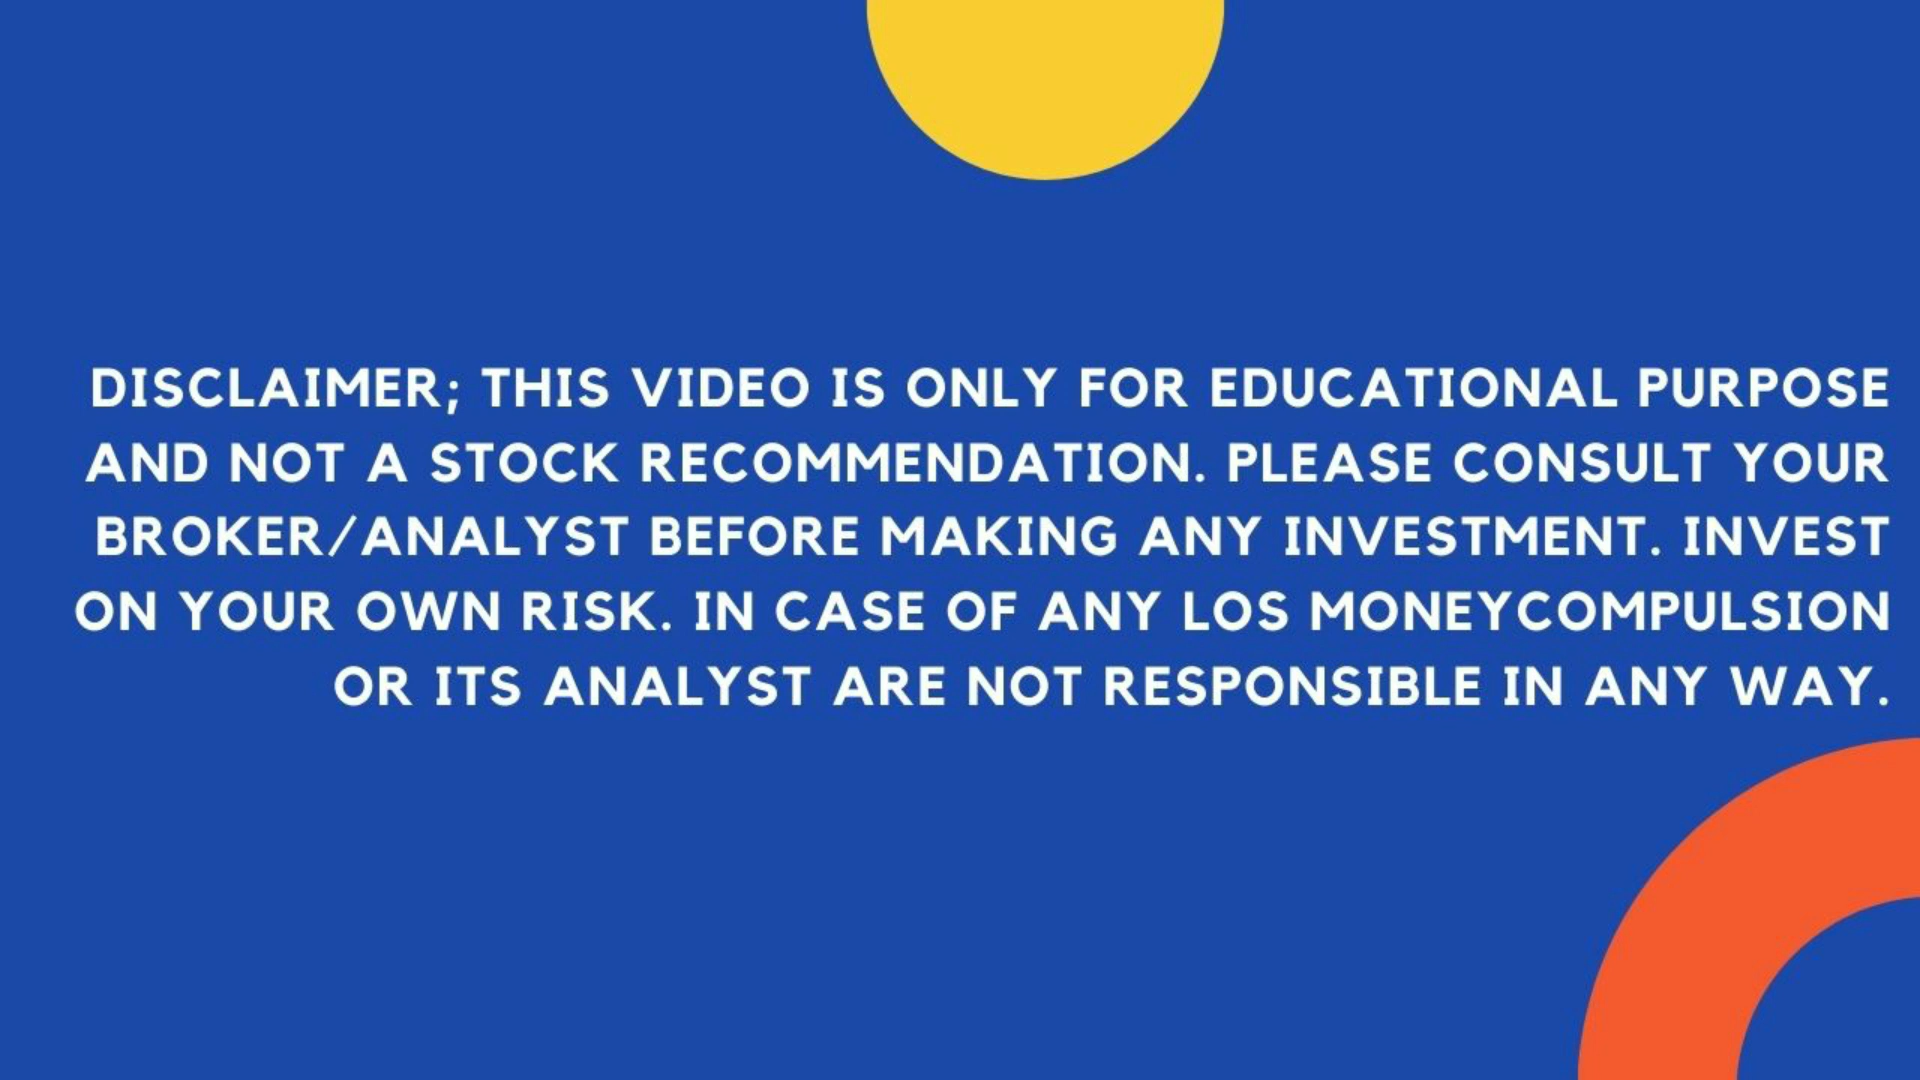 DISCLAIMER; THIS VIDEO IS ONLY FOR EDUCATIONAL PURPOSE
AND NOT A STOCK RECOMMENDATION. PLEASE CONSULT YOUR
BROKER/ANALYST BEFORE MAKING ANY INVESTMENT. INVEST
ON YOUR OWN RISK. IN CASE OF ANY LOS MONEYCOMPULSION
OR ITS ANALYST ARE NOT RESPONSIBLE IN ANY WAY.